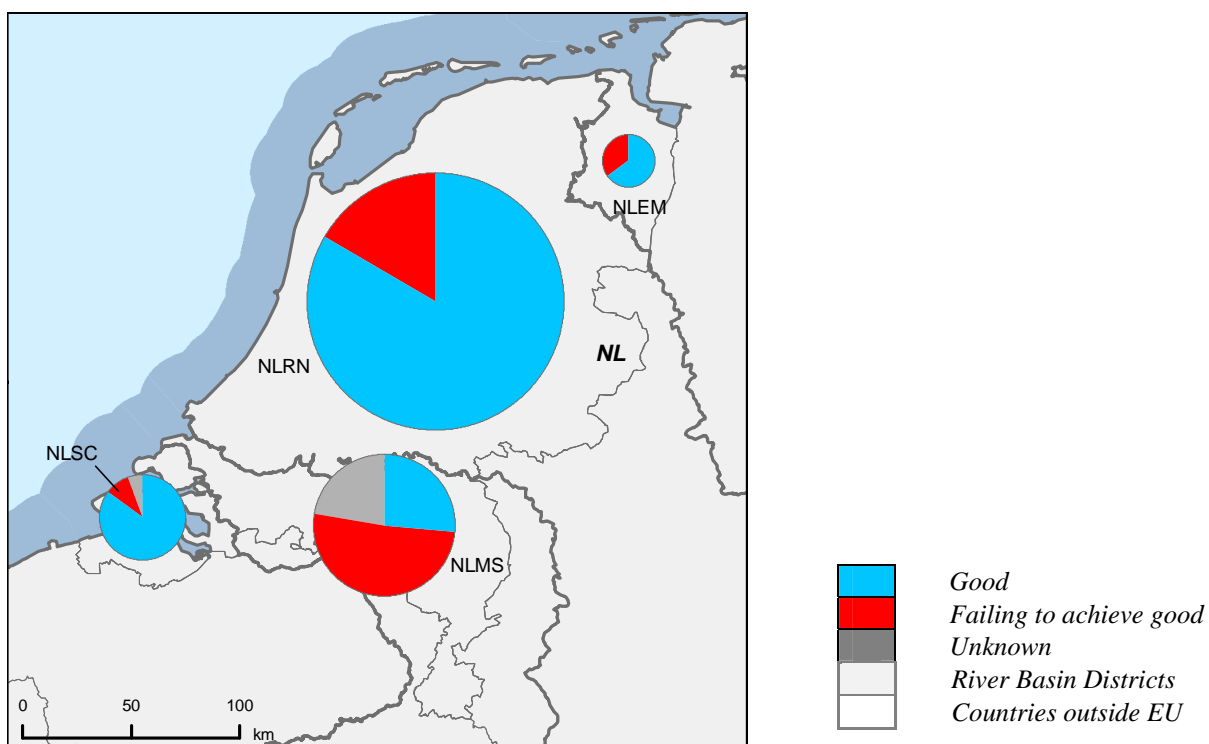 NLEM
NLRN
NL
NLSC
NLMS
0 50 100
km
Good
Failing to achieve good
Unknown
River Basin Districts
Countries outside EU